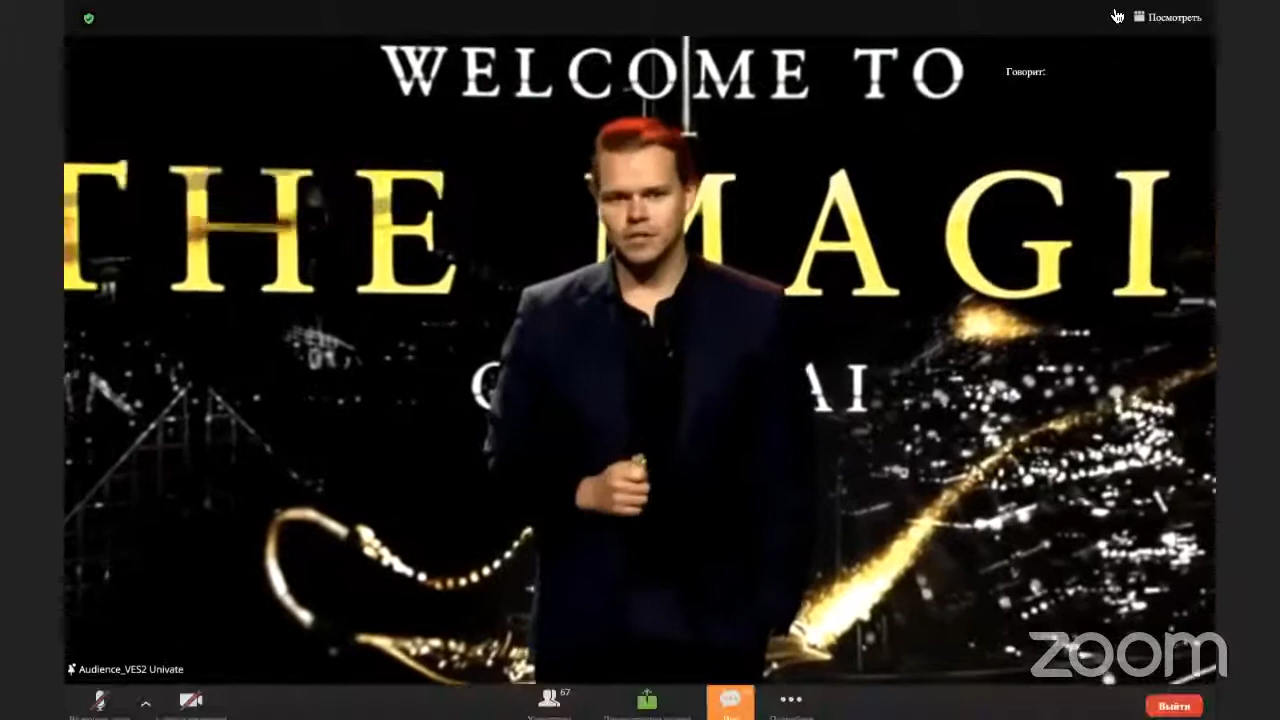 Посмотреть
WELCOME TO
Говорит:
THE MAGI
AI
zoom
Audience_VES2 Univate
67
Выйти